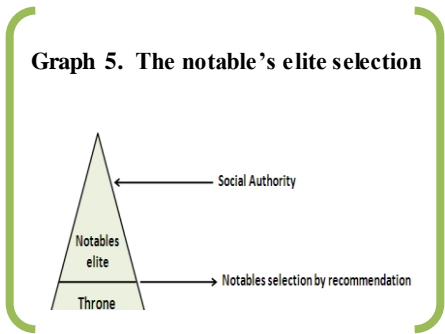 Graph 5. The notable's elite selection
Social Authority
Notables
elite
Notables selection by recommendation
Throne